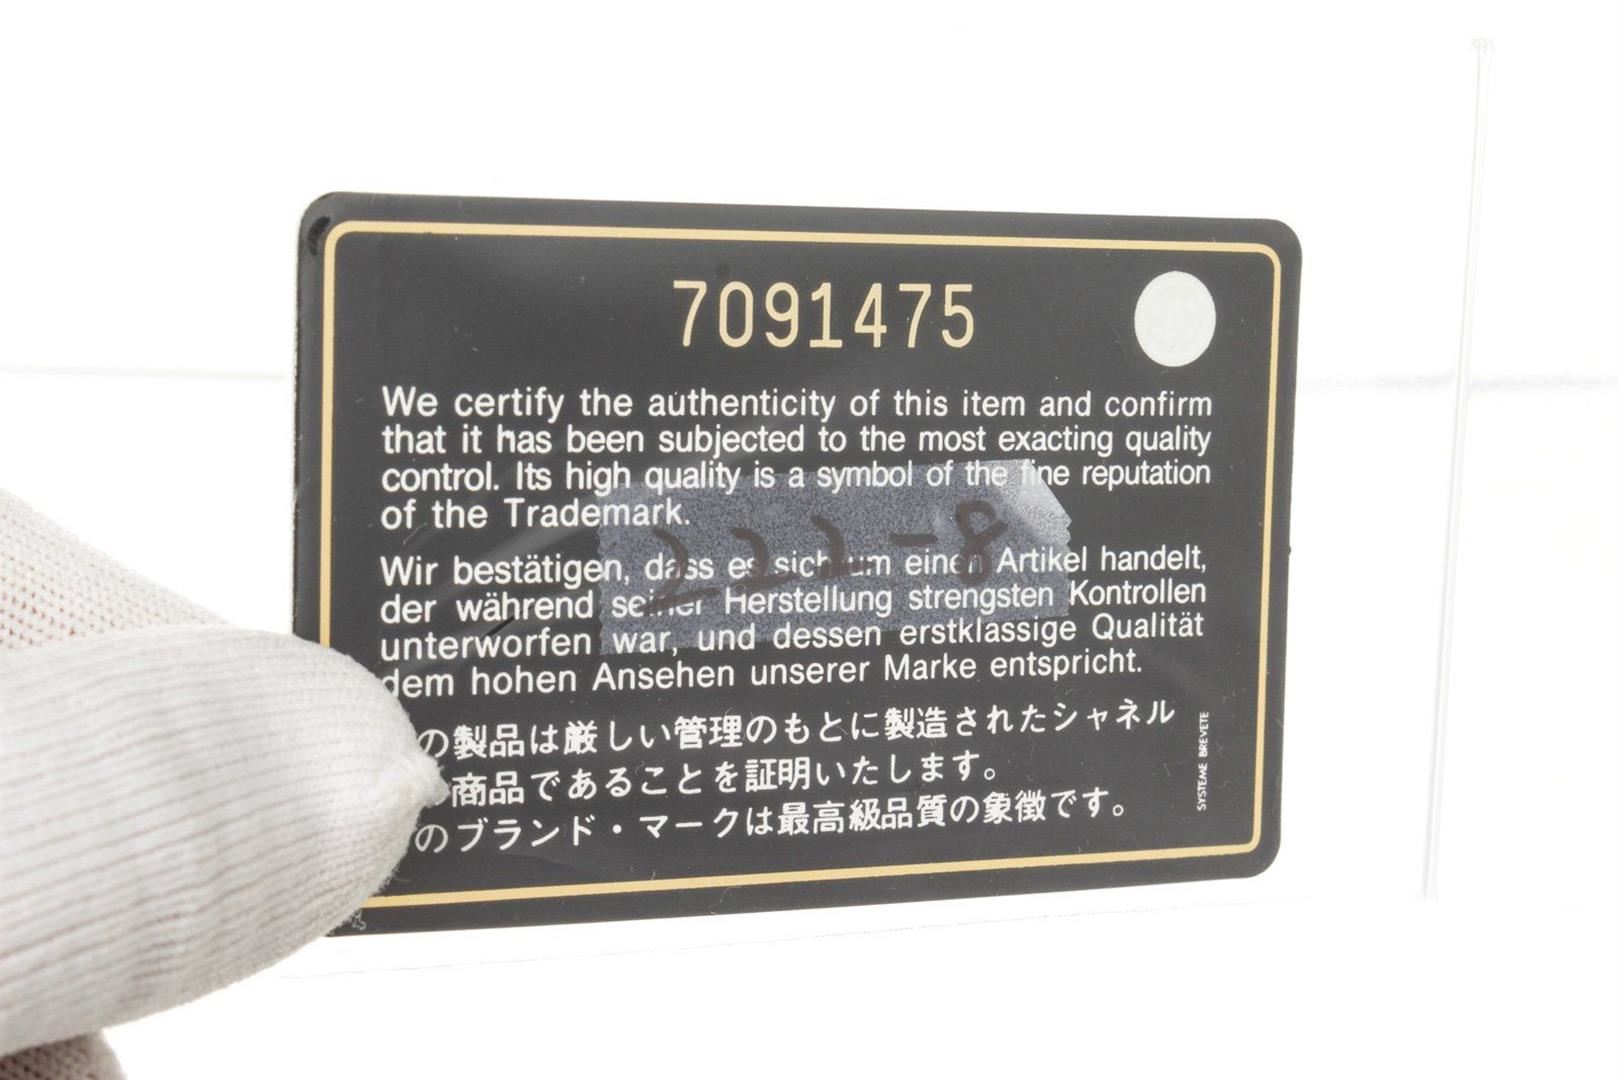 7091475
We certify the authenticity of this item and confirm
that it has been subjected to the most exacting quality
control. Its high quality is a symbol of the fine reputation
of the Trademark.
222-8
Wir bestätigen, dass es sich um einen Artikel handelt,
der während seiner Herstellung strengsten Kontrollen
unterworfen war, und dessen erstklassige Qualität
dem hohen Ansehen unserer Marke entspricht.
の製品は厳しい管理のもとに製造されたシャネル
商品であることを証明いたします。
のブランド・マークは最高級品質の象徴です。
SYSTEME BREVETE